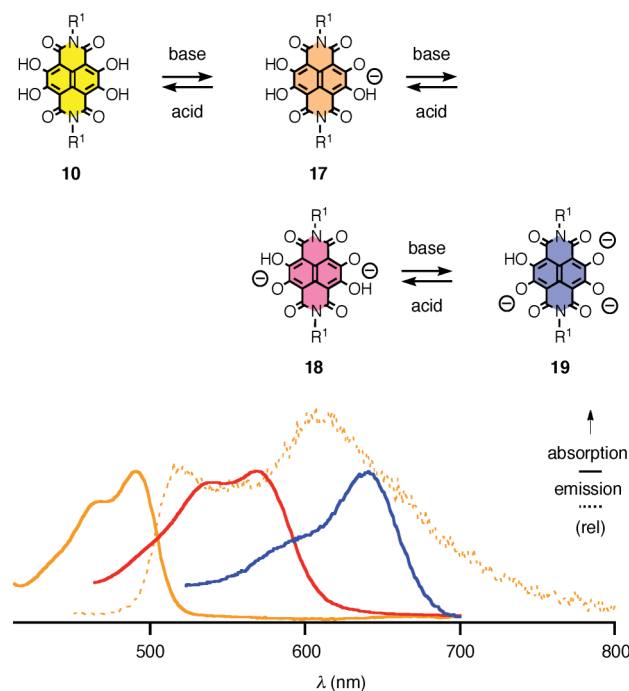 R¹
O N O
HO OH
HO OH
O N O
R¹
10
base
acid
R¹
O N O
HO O ⊖
HO OH
O N O
R¹
17
base
acid
R¹
O N O
HO O
⊖ ⊖
O OH
O N O
R¹
18
base
acid
R¹
O N O ⊖
HO O
O O
⊖ ⊖
O N O
R¹
19
absorption
emission
(rel)
500 600 700 800
λ (nm)